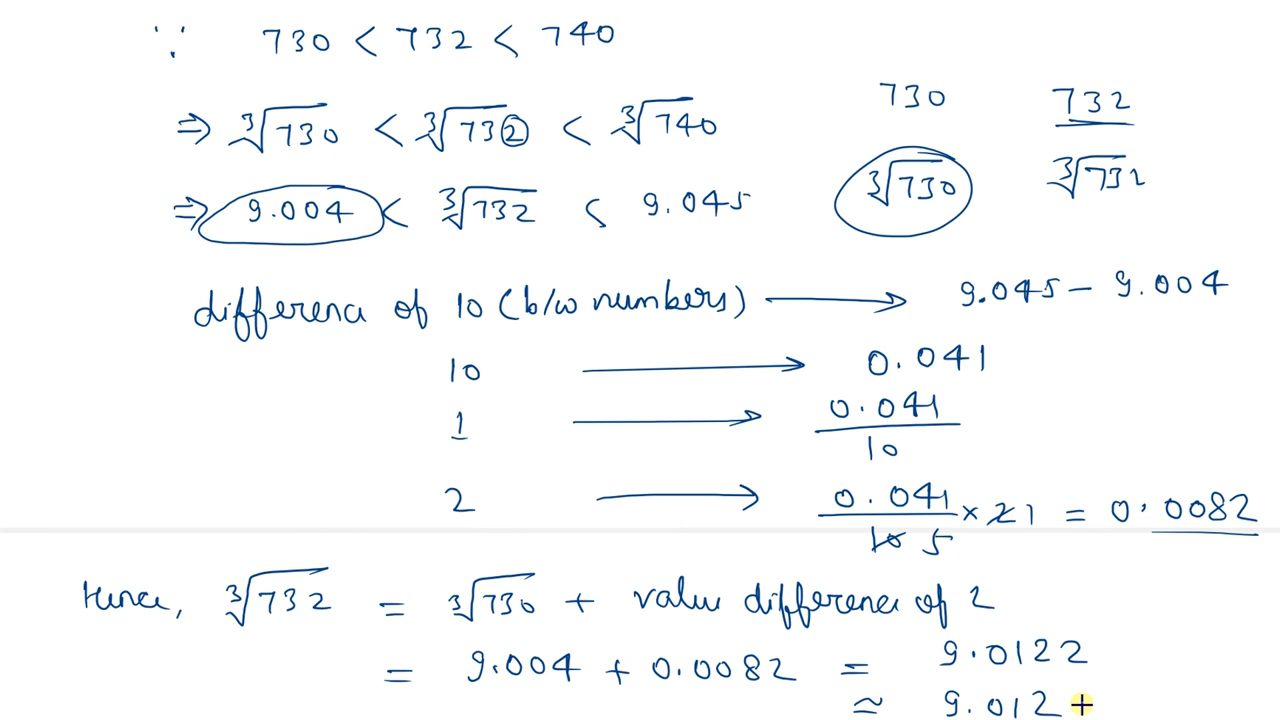 ∵ 730 < 732 < 740
⇒ ∛730 < ∛732 < ∛740
730 732
∛730 ∛732
⇒ 9.004 < ∛732 < 9.045
difference of 10 (b/w numbers) ⟶ 9.045 - 9.004
10 ⟶ 0.041
1 ⟶ 0.041/10
2 ⟶ 0.041/10 5 × 2 1 = 0.0082
Hence, ∛732 = ∛730 + value difference of 2
= 9.004 + 0.0082 = 9.0122
≈ 9.012